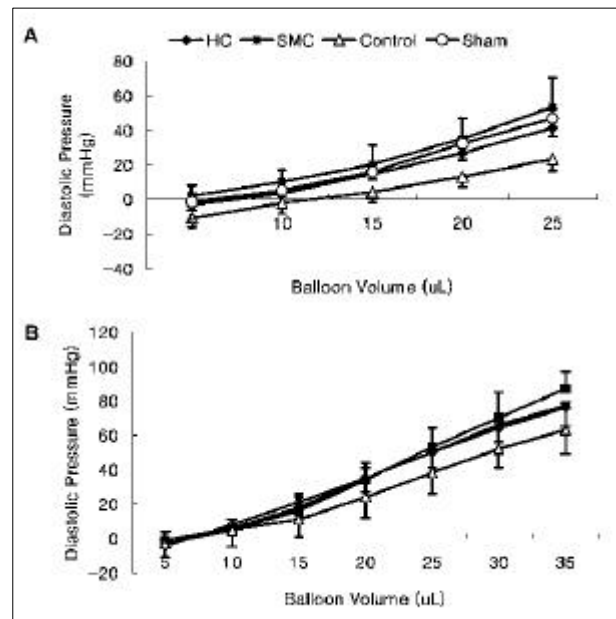 A
HC SMC Control Sham
Diastolic Pressure
(mmHg)
80
60
40
20
0
-20
-40
10 15 20 25
Balloon Volume (uL)
B
Diastolic Pressure (mmHg)
120
100
80
60
40
20
0
-20
5 10 15 20 25 30 35
Balloon Volume (uL)